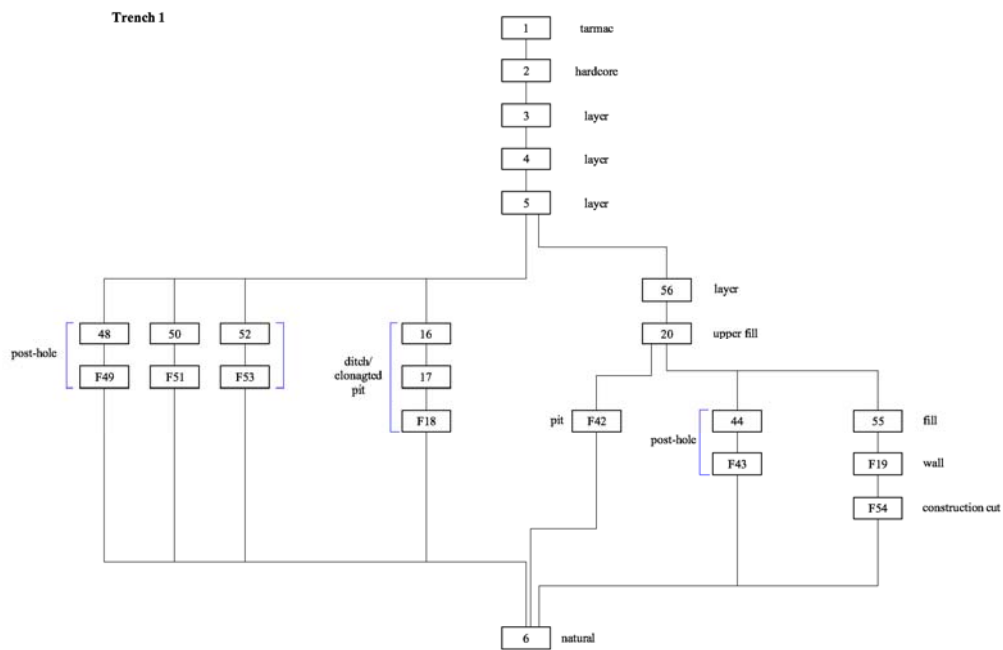 Trench 1
1 tarmac
2 hardcore
3 layer
4 layer
5 layer
56 layer
48 50 52 16 20 upper fill
post-hole
F49 F51 F53
ditch/
clonagted
pit
17
F18
pit F42
44
post-hole
F43
55 fill
F19 wall
F54 construction cut
6 natural